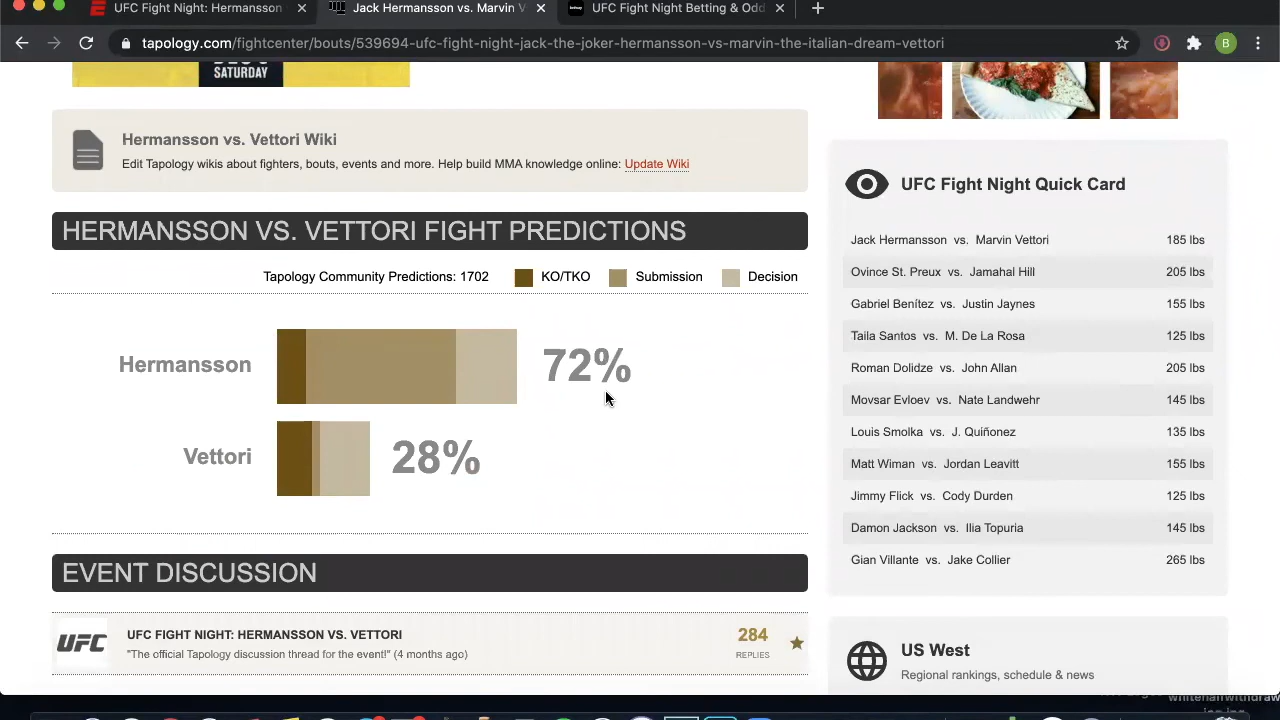 UFC Fight Night: Hermansson
Jack Hermansson vs. Marvin V
UFC Fight Night Betting & Odd
tapology.com/fightcenter/bouts/539694-ufc-fight-night-jack-the-joker-hermansson-vs-marvin-the-italian-dream-vettori
B
SATURDAY
Hermansson vs. Vettori Wiki
Edit Tapology wikis about fighters, bouts, events and more. Help build MMA knowledge online: Update Wiki
HERMANSSON VS. VETTORI FIGHT PREDICTIONS
Tapology Community Predictions: 1702 KO/TKO Submission Decision
Hermansson 72%
Vettori 28%
EVENT DISCUSSION
UFC
UFC FIGHT NIGHT: HERMANSSON VS. VETTORI
"The official Tapology discussion thread for the event!" (4 months ago)
284
REPLIES
UFC Fight Night Quick Card
Jack Hermansson vs. Marvin Vettori 185 lbs
Ovince St. Preux vs. Jamahal Hill 205 lbs
Gabriel Benítez vs. Justin Jaynes 155 lbs
Taila Santos vs. M. De La Rosa 125 lbs
Roman Dolidze vs. John Allan 205 lbs
Movsar Evloev vs. Nate Landwehr 145 lbs
Louis Smolka vs. J. Quiñonez 135 lbs
Matt Wiman vs. Jordan Leavitt 155 lbs
Jimmy Flick vs. Cody Durden 125 lbs
Damon Jackson vs. Ilia Topuria 145 lbs
Gian Villante vs. Jake Collier 265 lbs
US West
Regional rankings, schedule & news